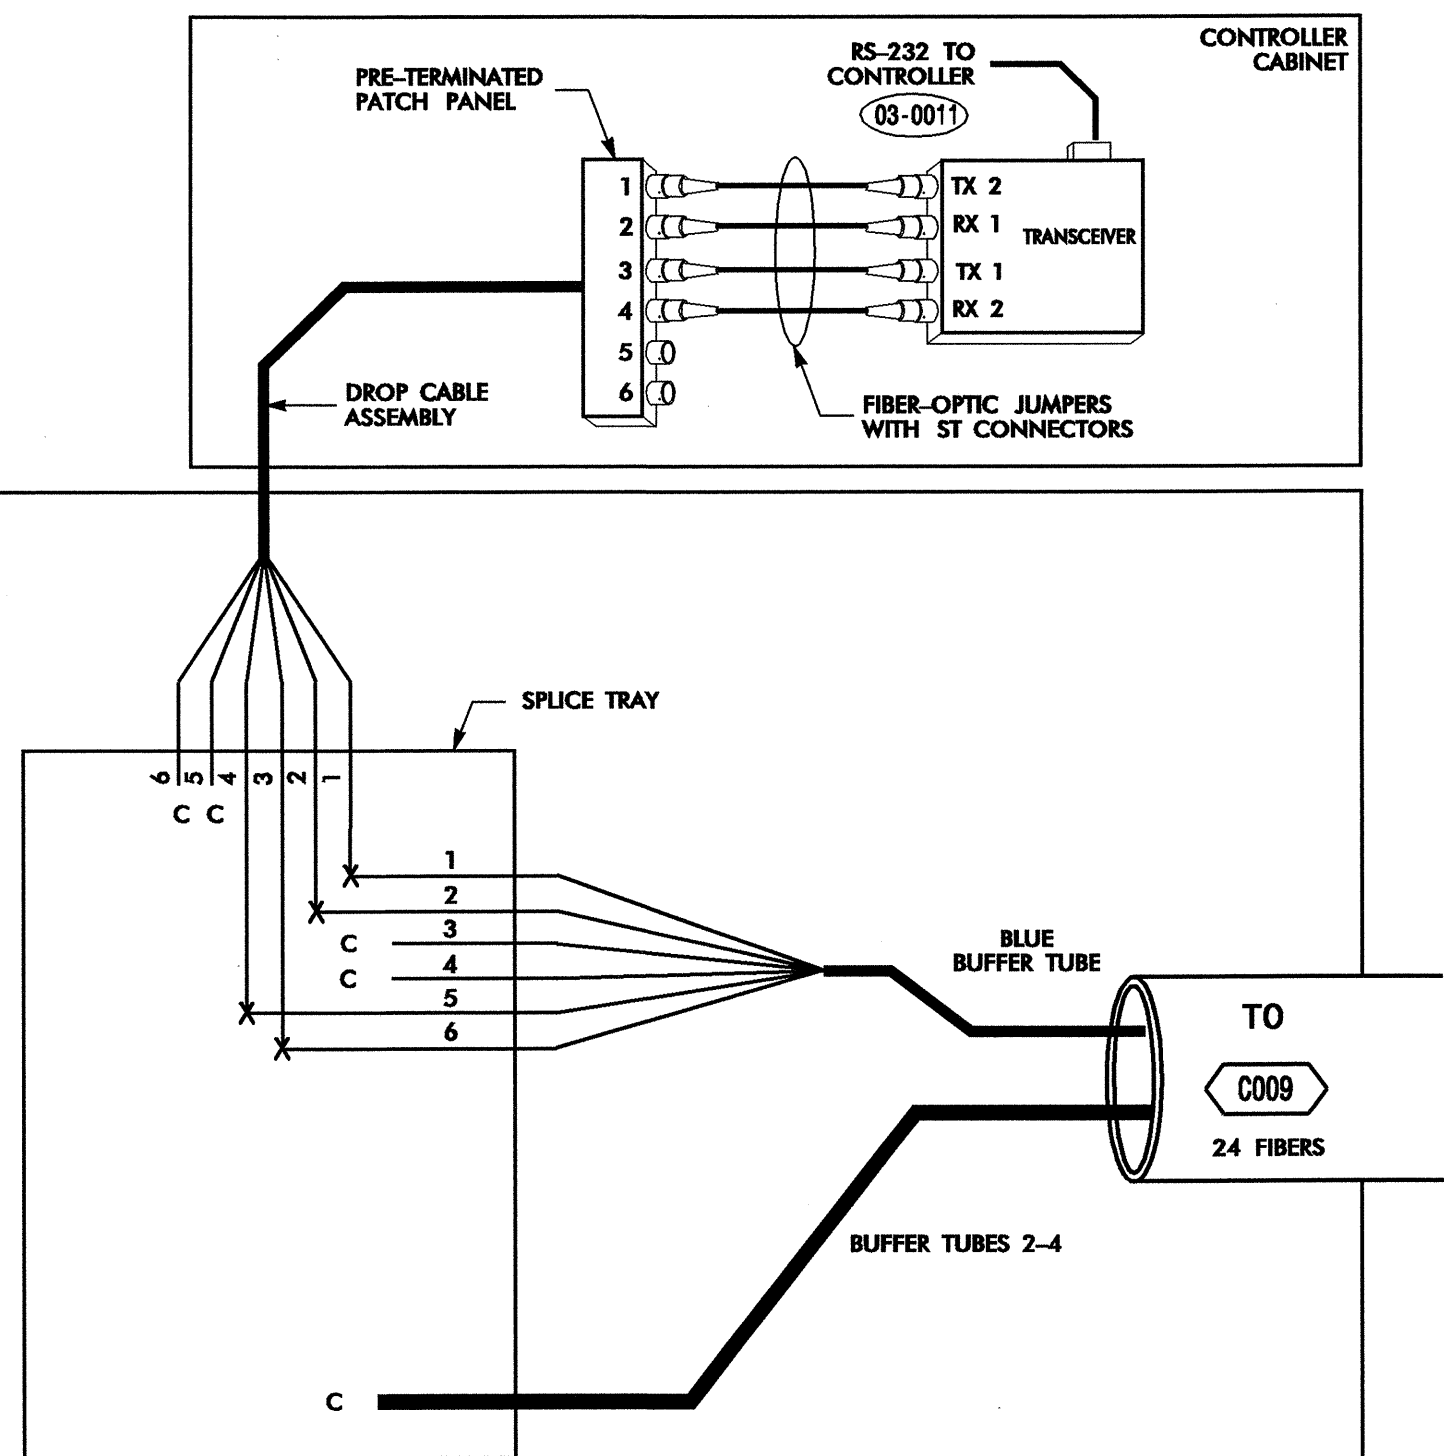 CONTROLLER
CABINET
RS-232 TO
CONTROLLER
03-0011
PRE-TERMINATED
PATCH PANEL
1
2
3
4
5
6
TX 2
RX 1
TX 1
RX 2
TRANSCEIVER
DROP CABLE
ASSEMBLY
FIBER-OPTIC JUMPERS
WITH ST CONNECTORS
SPLICE TRAY
6 5 4 3 2 1
C C
1
2
C 3
C 4
5
6
BLUE
BUFFER TUBE
TO
C009
24 FIBERS
BUFFER TUBES 2-4
C